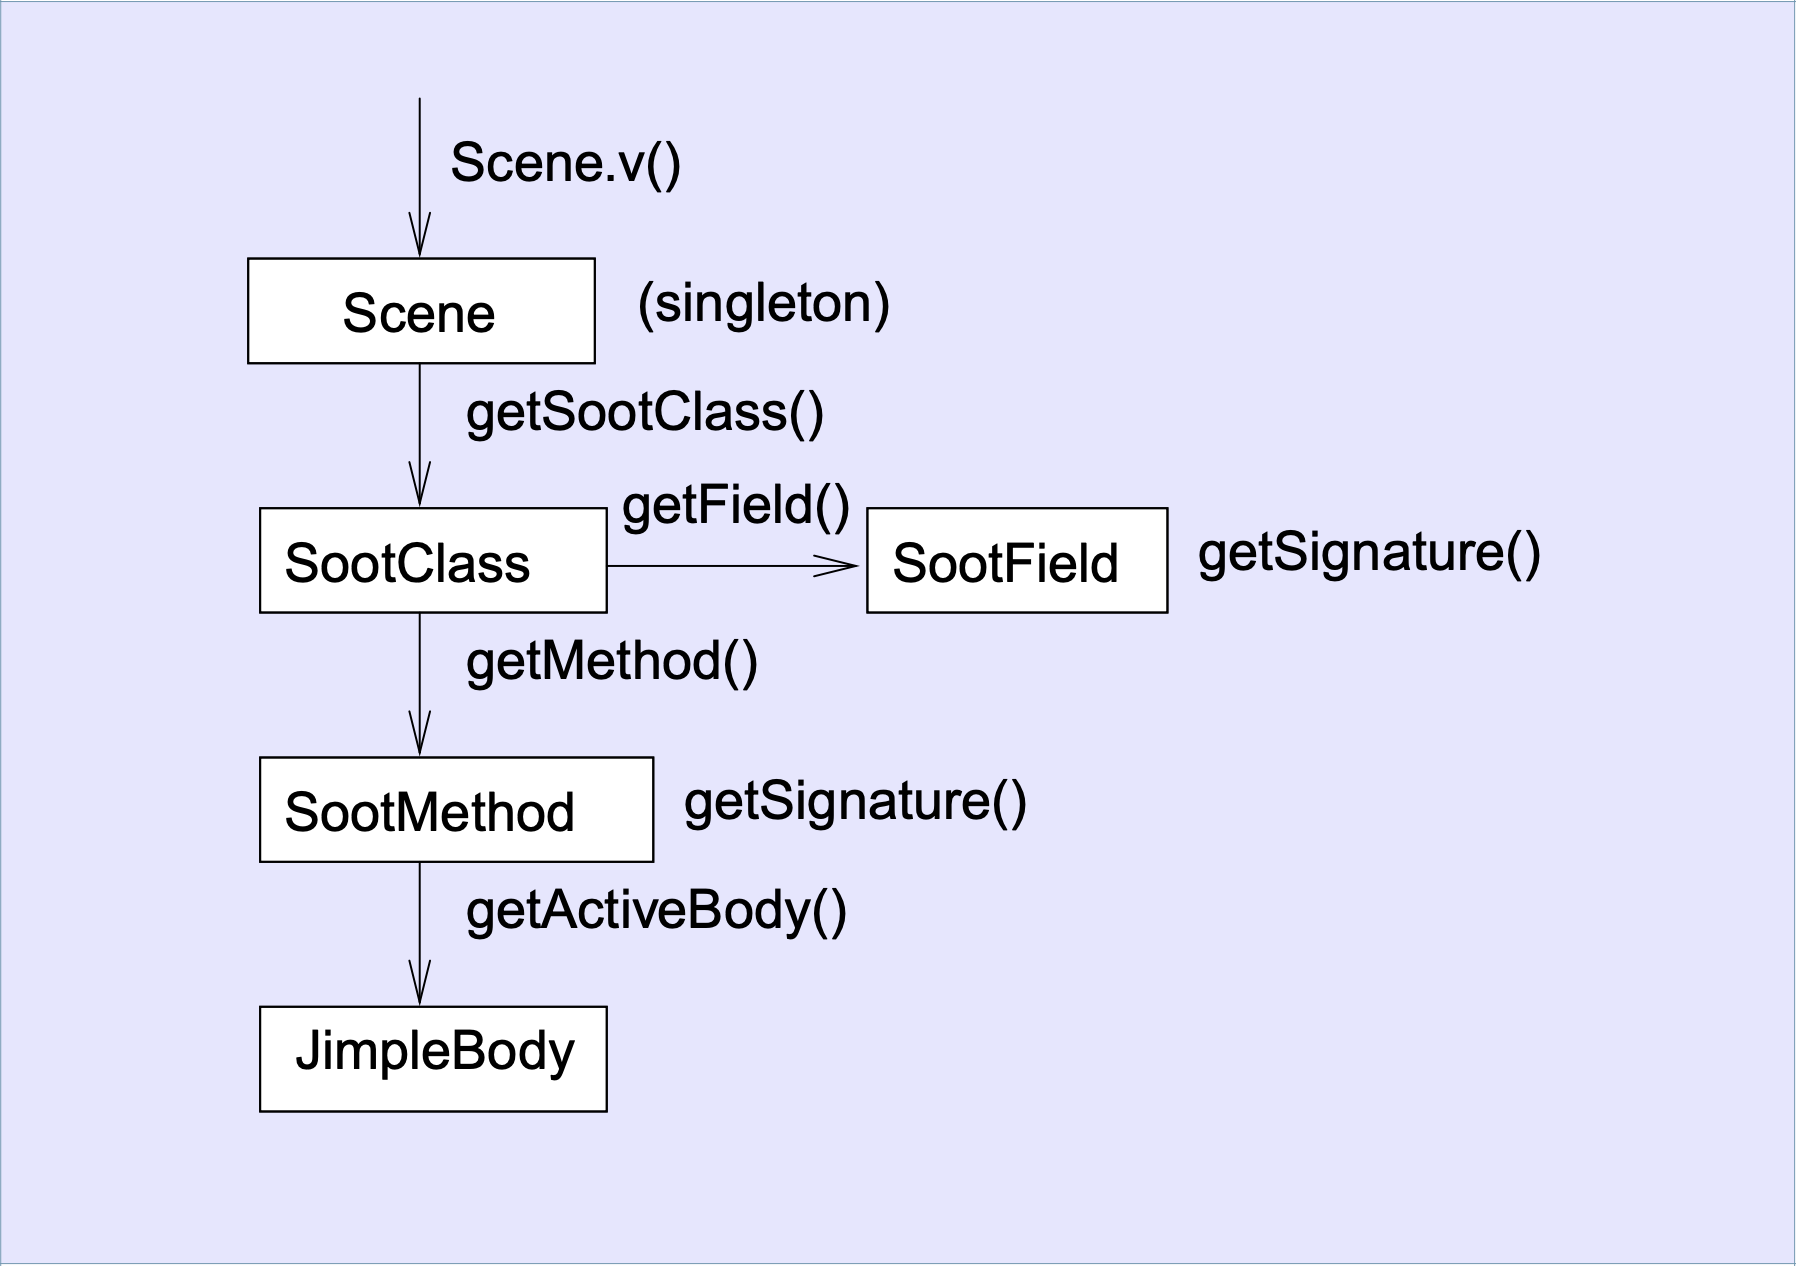 Scene.v()
Scene
(singleton)
getSootClass()
getField()
SootClass
SootField
getSignature()
getMethod()
SootMethod
getSignature()
getActiveBody()
JimpleBody